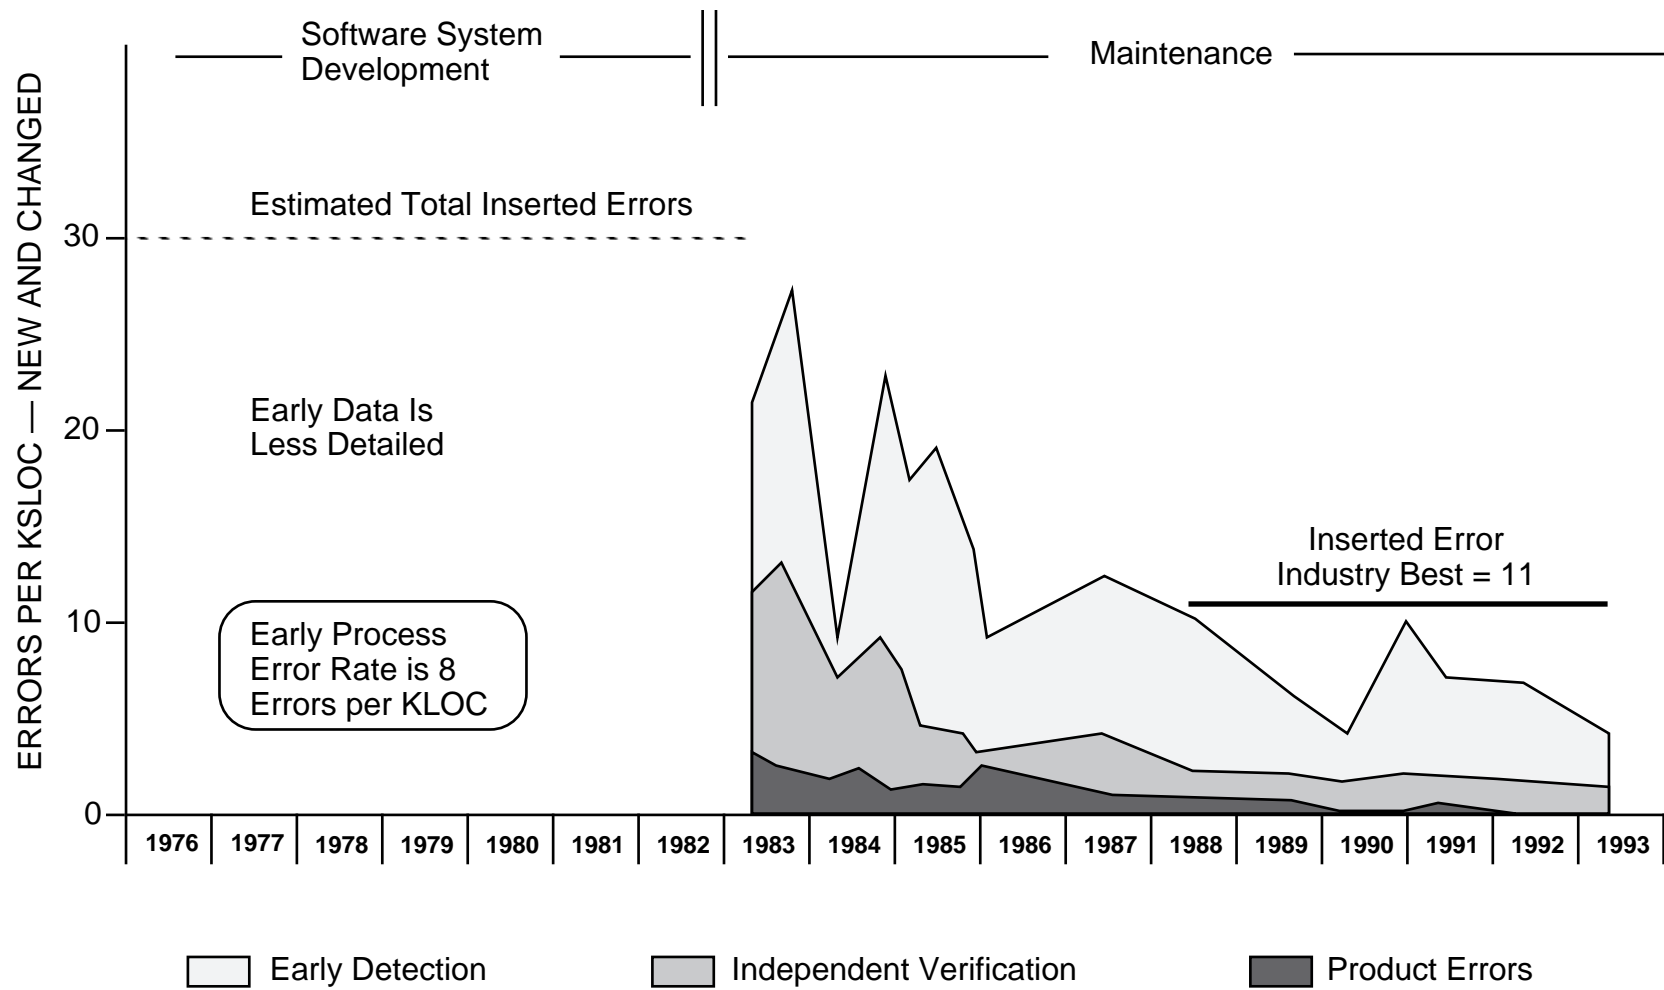 Software System
Development
Maintenance
ERRORS PER KSLOC — NEW AND CHANGED
Estimated Total Inserted Errors
30
Early Data Is
Less Detailed
20
Inserted Error
Industry Best = 11
10
Early Process
Error Rate is 8
Errors per KLOC
0
1976 1977 1978 1979 1980 1981 1982 1983 1984 1985 1986 1987 1988 1989 1990 1991 1992 1993
Early Detection Independent Verification Product Errors